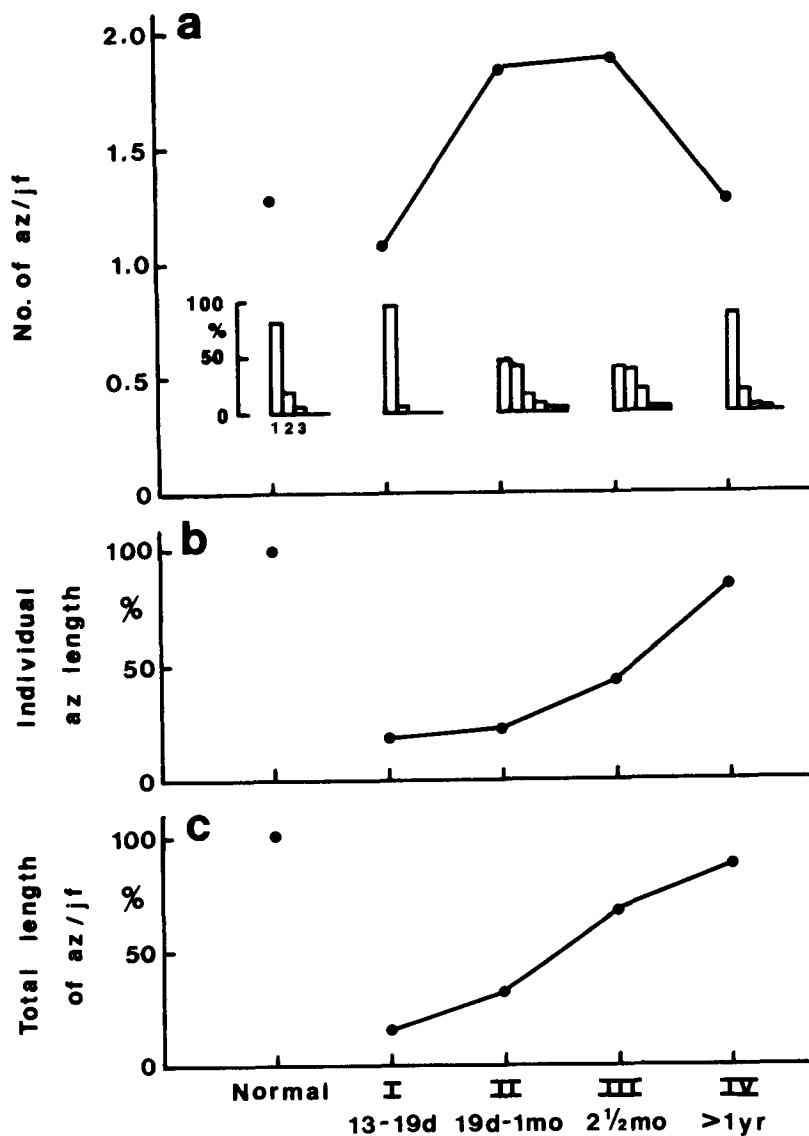 a
2.0
1.5
1.0
0.5
0
No. of az/jf
100
%
50
0
1 2 3
b
100
%
50
0
Individual
az length
c
100
%
50
0
Total length
of az/jf
Normal I II III IV
13-19d 19d-1mo 2½mo >1yr